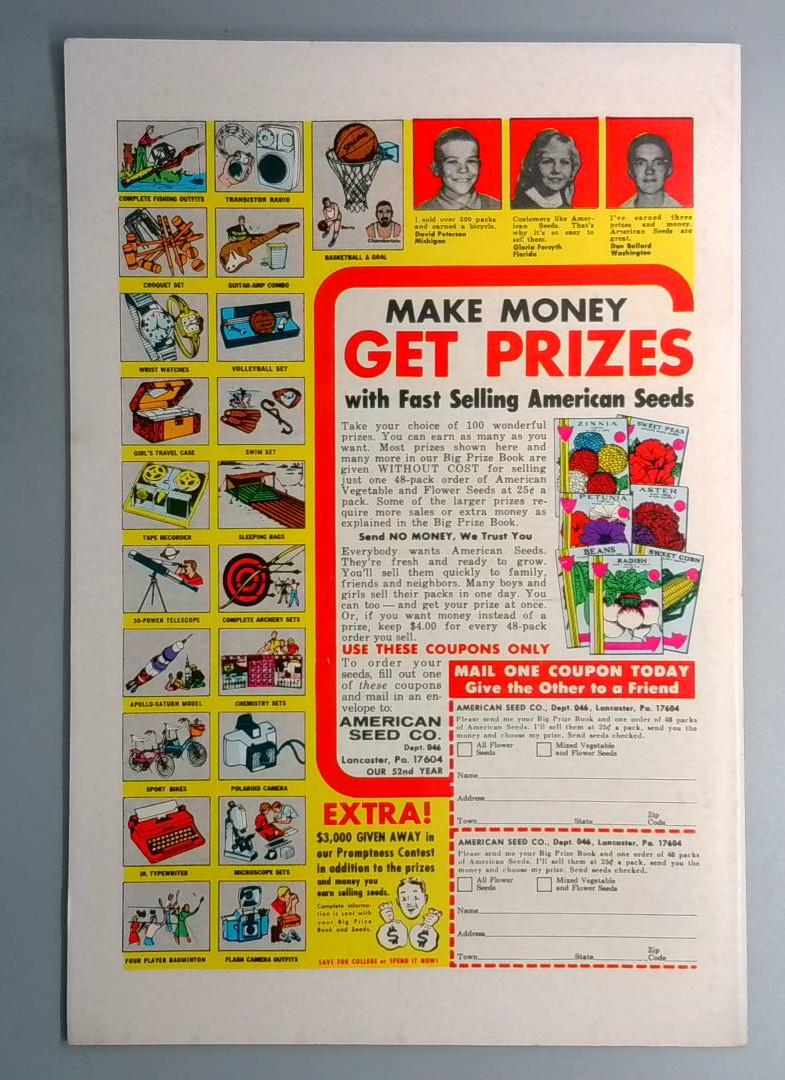 COMPLETE FISHING OUTFITS
TRANSISTOR RADIO
CROQUET SET
GUITAR-AMP COMBO
WRIST WATCHES
VOLLEYBALL SET
GIRL'S TRAVEL CASE
SWIM SET
TAPE RECORDER
SLEEPING BAGS
30-POWER TELESCOPE
COMPLETE ARCHERY SETS
APOLLO-SATURN MODEL
CHEMISTRY SETS
SPORT BIKES
POLAROID CAMERA
JR. TYPEWRITER
MICROSCOPE SETS
FOUR PLAYER BADMINTON
FLASH CAMERA OUTFITS
SPALDING
Barry
Chamberlain
BASKETBALL & GOAL
I sold over 500 packs
and earned a bicycle.
David Peterson
Michigan
Customers like Amer-
ican Seeds. That's
why it's so easy to
sell them.
Gloria Forsyth
Florida
I've earned three
prizes and money.
American Seeds are
great.
Dan Bullard
Washington
MAKE MONEY
GET PRIZES
with Fast Selling American Seeds
Take your choice of 100 wonderful
prizes. You can earn as many as you
want. Most prizes shown here and
many more in our Big Prize Book are
given WITHOUT COST for selling
just one 48-pack order of American
Vegetable and Flower Seeds at 25¢ a
pack. Some of the larger prizes re-
quire more sales or extra money as
explained in the Big Prize Book.
Send NO MONEY, We Trust You
Everybody wants American Seeds.
They're fresh and ready to grow.
You'll sell them quickly to family,
friends and neighbors. Many boys and
girls sell their packs in one day. You
can too — and get your prize at once.
Or, if you want money instead of a
prize, keep $4.00 for every 48-pack
order you sell.
ZINNIA
SWEET PEAS
PETUNIA
ASTER
BEANS
RADISH
SWEET CORN
USE THESE COUPONS ONLY
To order your
seeds, fill out one
of these coupons
and mail in an en-
velope to:
AMERICAN
SEED CO.
Dept. 046
Lancaster, Pa. 17604
OUR 52nd YEAR
MAIL ONE COUPON TODAY
Give the Other to a Friend
AMERICAN SEED CO., Dept. 046, Lancaster, Pa. 17604
Please send me your Big Prize Book and one order of 48 packs
of American Seeds. I'll sell them at 25¢ a pack, send you the
money and choose my prize. Send seeds checked.
All Flower Seeds
Mixed Vegetable and Flower Seeds
Name
Address
Town State Zip Code
AMERICAN SEED CO., Dept. 046, Lancaster, Pa. 17604
Please send me your Big Prize Book and one order of 48 packs
of American Seeds. I'll sell them at 25¢ a pack, send you the
money and choose my prize. Send seeds checked.
All Flower Seeds
Mixed Vegetable and Flower Seeds
Name
Address
Town State Zip Code
EXTRA!
$3,000 GIVEN AWAY in
our Promptness Contest
in addition to the prizes
and money you
earn selling seeds.
Complete informa-
tion is sent with
your Big Prize
Book and Seeds.
$ $
SAVE FOR COLLEGE or SPEND IT NOW!